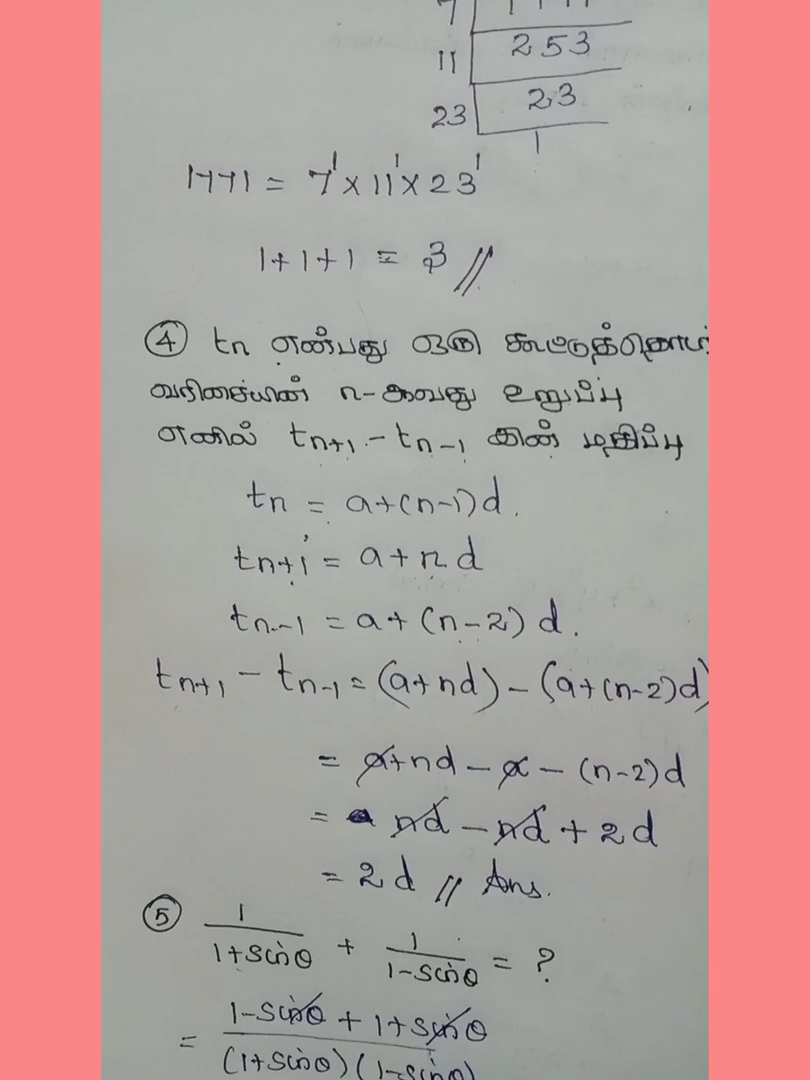 11 | 253
23 | 23
1
1771 = 7¹ × 11¹ × 23¹
1+1+1 = 3 //
④ tn என்பது ஒரு கூட்டுத்தொடர்
வரிசையின் n-ஆவது உறுப்பு
எனில் tn+1 - tn-1 கின் மதிப்பு
tn = a+(n-1)d.
tn+1 = a+nd
tn-1 = a+(n-2)d.
tn+1 - tn-1 = (a+nd) - (a+(n-2)d)
= a+nd - a - (n-2)d
= nd - nd + 2d
= 2d // Ans.
⑤ 1/(1+sinθ) + 1/(1-sinθ) = ?
= (1-sinθ + 1+sinθ)/((1+sinθ)(1-sinθ)